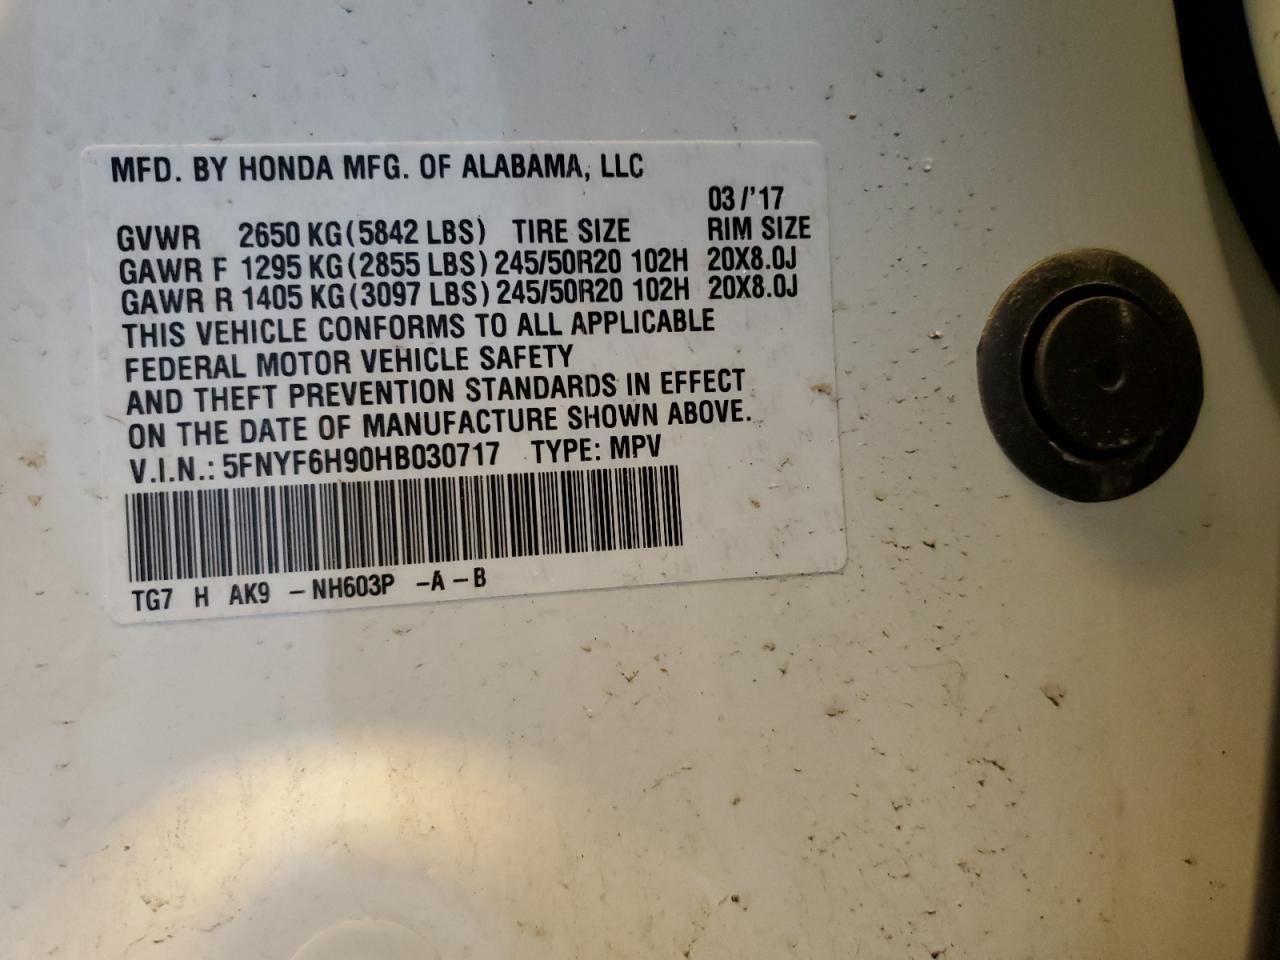 MFD. BY HONDA MFG. OF ALABAMA, LLC
03/'17
GVWR 2650 KG(5842 LBS) TIRE SIZE RIM SIZE
GAWR F 1295 KG(2855 LBS) 245/50R20 102H 20X8.0J
GAWR R 1405 KG(3097 LBS) 245/50R20 102H 20X8.0J
THIS VEHICLE CONFORMS TO ALL APPLICABLE
FEDERAL MOTOR VEHICLE SAFETY
AND THEFT PREVENTION STANDARDS IN EFFECT
ON THE DATE OF MANUFACTURE SHOWN ABOVE.
V.I.N.: 5FNYF6H90HB030717 TYPE: MPV
TG7 H AK9 -NH603P -A-B